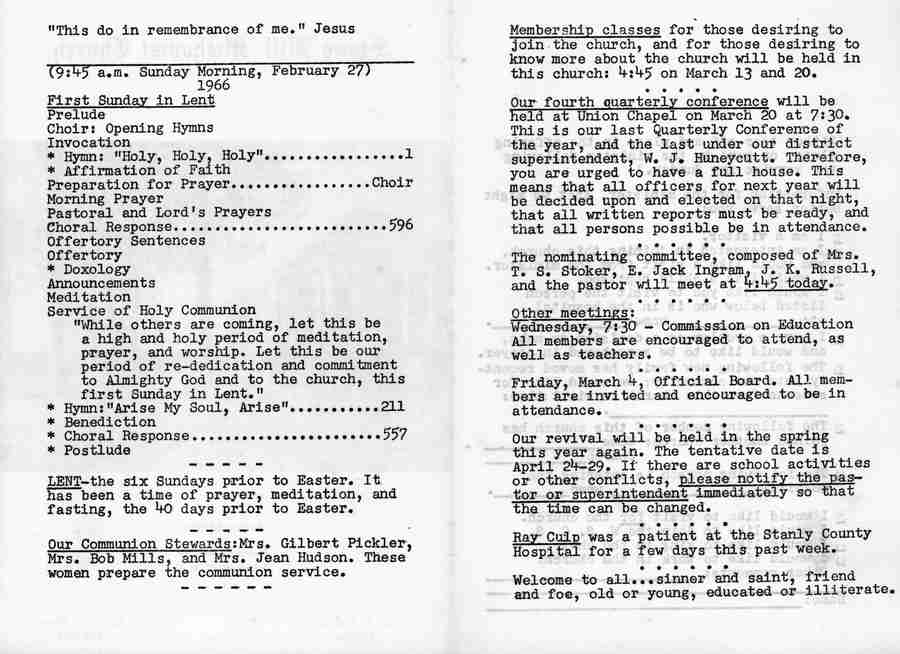 "This do in remembrance of me." Jesus
(9:45 a.m. Sunday Morning, February 27)
1966
First Sunday in Lent
Prelude
Choir: Opening Hymns
Invocation
* Hymn: "Holy, Holy, Holy".................1
* Affirmation of Faith
Preparation for Prayer.................Choir
Morning Prayer
Pastoral and Lord's Prayers
Choral Response..........................596
Offertory Sentences
Offertory
* Doxology
Announcements
Meditation
Service of Holy Communion
"While others are coming, let this be
a high and holy period of meditation,
prayer, and worship. Let this be our
period of re-dedication and commitment
to Almighty God and to the church, this
first Sunday in Lent."
* Hymn:"Arise My Soul, Arise"...........211
* Benediction
* Choral Response.......................557
* Postlude
- - - - -
LENT-the six Sundays prior to Easter. It
has been a time of prayer, meditation, and
fasting, the 40 days prior to Easter.
- - - - -
Our Communion Stewards:Mrs. Gilbert Pickler,
Mrs. Bob Mills, and Mrs. Jean Hudson. These
women prepare the communion service.
- - - - - -
Membership classes for those desiring to
join the church, and for those desiring to
know more about the church will be held in
this church: 4:45 on March 13 and 20.
. . . . . .
Our fourth quarterly conference will be
held at Union Chapel on March 20 at 7:30.
This is our last Quarterly Conference of
the year, and the last under our district
superintendent, W. J. Huneycutt. Therefore,
you are urged to have a full house. This
means that all officers for next year will
be decided upon and elected on that night,
that all written reports must be ready, and
that all persons possible be in attendance.
. . . . . .
The nominating committee, composed of Mrs.
T. S. Stoker, E. Jack Ingram, J. K. Russell,
and the pastor will meet at 4:45 today.
. . . . . .
Other meetings:
Wednesday, 7:30 - Commission on Education
All members are encouraged to attend, as
well as teachers.
. . . . . .
Friday, March 4, Official Board. All mem-
bers are invited and encouraged to be in
attendance.
. . . . . .
Our revival will be held in the spring
this year again. The tentative date is
April 24-29. If there are school activities
or other conflicts, please notify the pas-
tor or superintendent immediately so that
the time can be changed.
. . . . . .
Ray Culp was a patient at the Stanly County
Hospital for a few days this past week.
. . . . . .
Welcome to all...sinner and saint, friend
and foe, old or young, educated or illiterate.